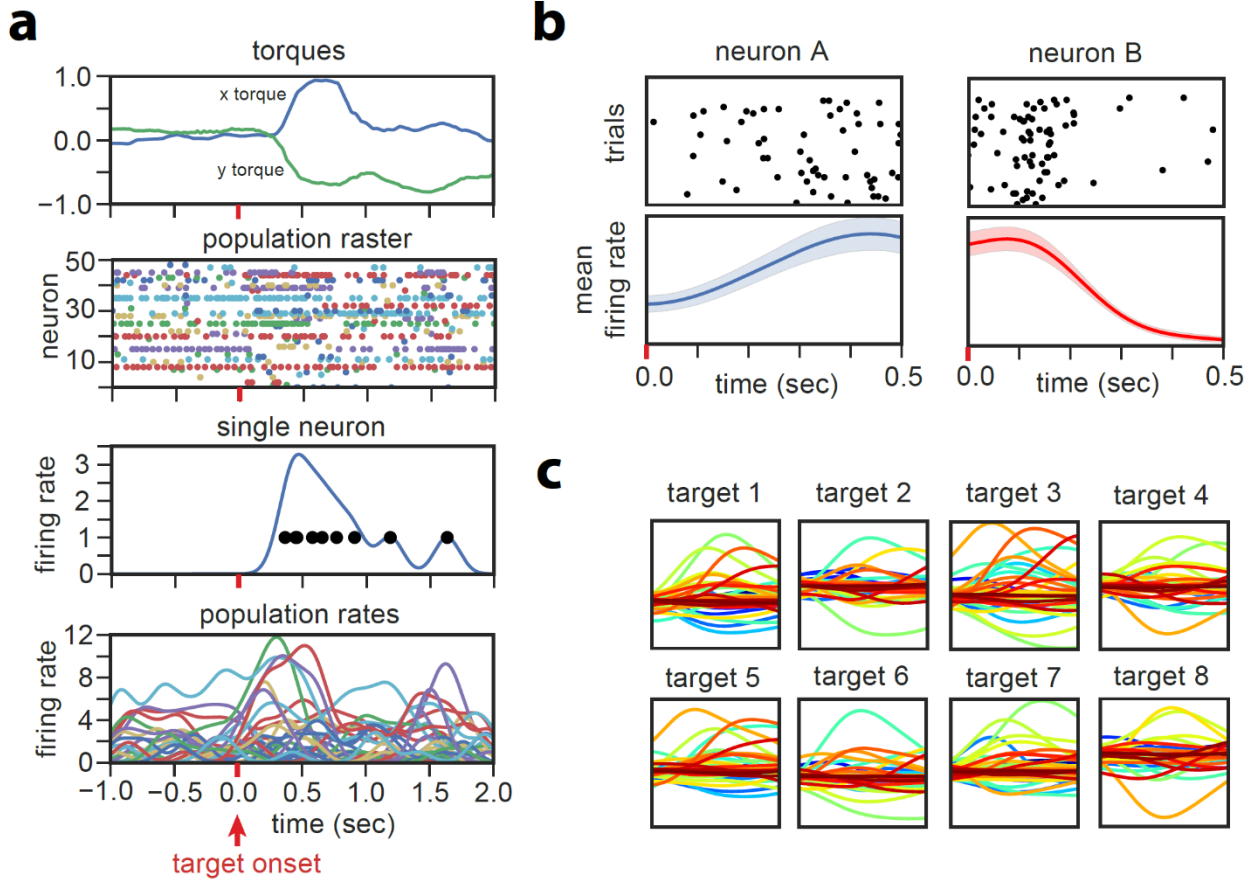 a
torques
1.0
0.0
−1.0
x torque
y torque
population raster
neuron
50
30
10
single neuron
firing rate
3
2
1
0
population rates
firing rate
12
8
4
0
−1.0 −0.5 0.0 0.5 1.0 1.5 2.0
time (sec)
target onset
b
neuron A neuron B
trials
mean
firing rate
0.0 0.5 0.0 0.5
time (sec) time (sec)
c
target 1 target 2 target 3 target 4
target 5 target 6 target 7 target 8